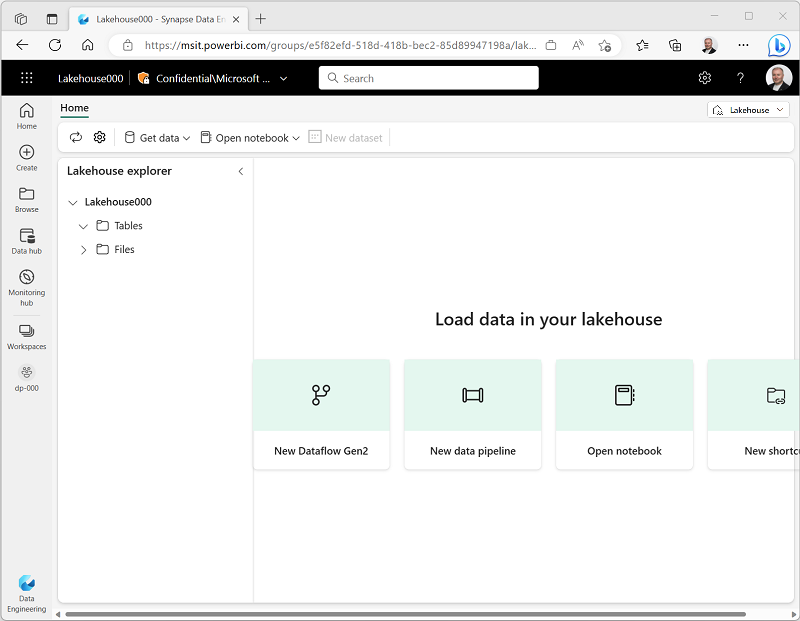 Lakehouse000 - Synapse Data En
https://msit.powerbi.com/groups/e5f82efd-518d-418b-bec2-85d89947198a/lak...
Lakehouse000
Confidential\Microsoft ...
Search
?
Home
Create
Browse
Data hub
Monitoring
hub
Workspaces
dp-000
Data
Engineering
Home
Lakehouse
Get data
Open notebook
New dataset
Lakehouse explorer
Lakehouse000
Tables
Files
Load data in your lakehouse
New Dataflow Gen2
New data pipeline
Open notebook
New shortcu